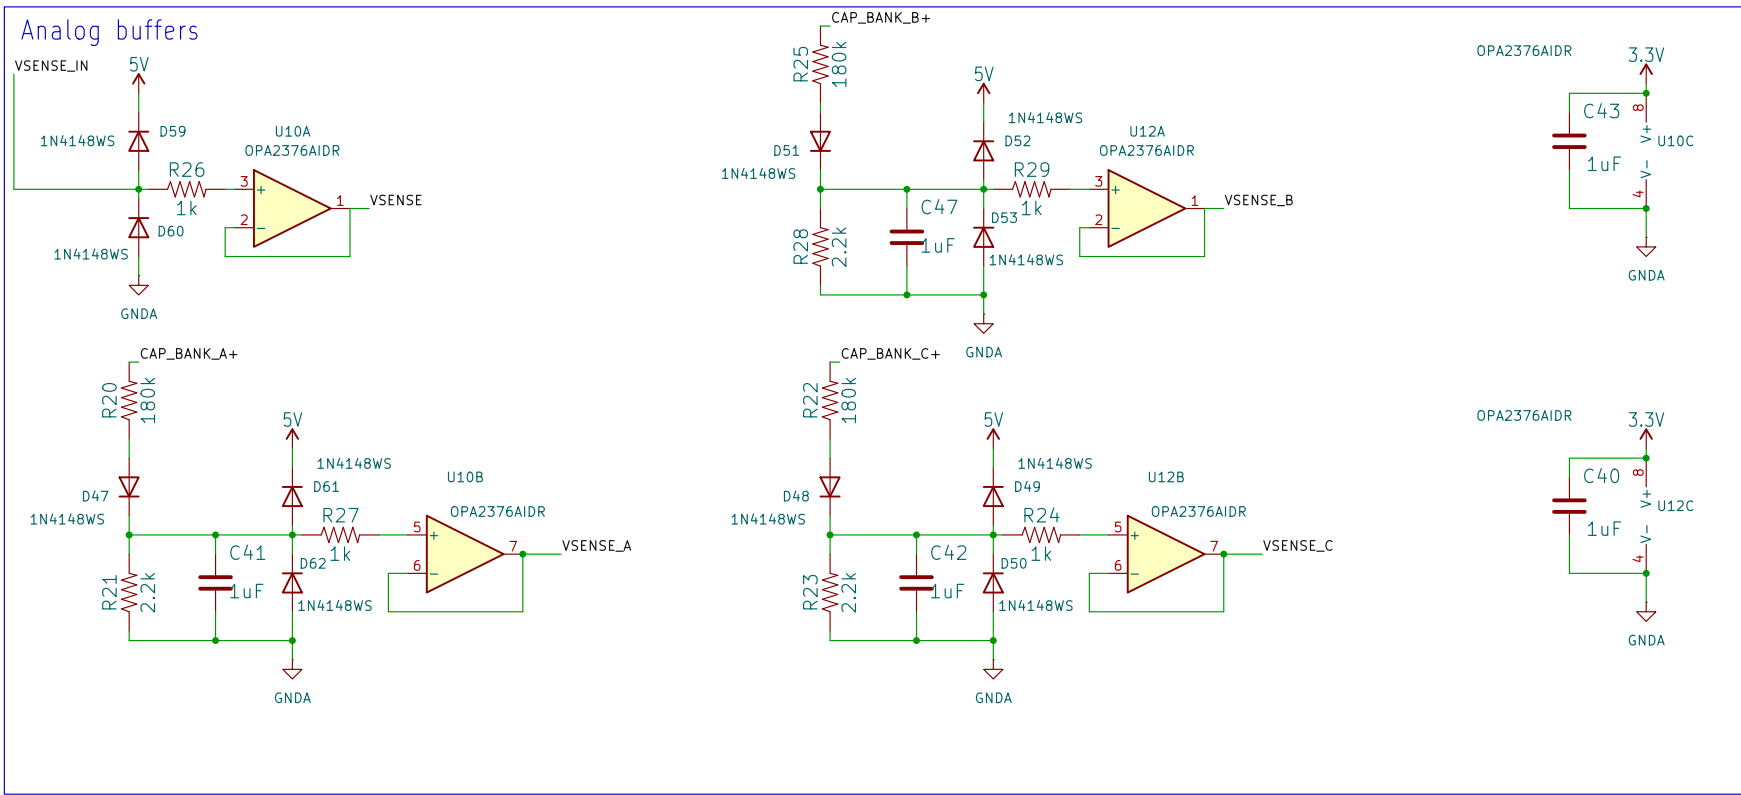 Analog buffers
VSENSE_IN
5V
1N4148WS
D59
R26
1k
D60
1N4148WS
GNDA
U10A
OPA2376AIDR
3
+
2
−
1
VSENSE
CAP_BANK_B+
R25
180k
D51
1N4148WS
R28
2.2k
C47
1uF
5V
1N4148WS
D52
R29
1k
D53
1N4148WS
GNDA
U12A
OPA2376AIDR
3
+
2
−
1
VSENSE_B
OPA2376AIDR
3.3V
C43
1uF
8
V+
U10C
V-
4
GNDA
CAP_BANK_A+
R20
180k
D47
1N4148WS
R21
2.2k
C41
1uF
5V
1N4148WS
D61
R27
1k
D62
1N4148WS
GNDA
U10B
OPA2376AIDR
5
+
6
−
7
VSENSE_A
CAP_BANK_C+
R22
180k
D48
1N4148WS
R23
2.2k
C42
1uF
5V
1N4148WS
D49
R24
1k
D50
1N4148WS
GNDA
U12B
OPA2376AIDR
5
+
6
−
7
VSENSE_C
OPA2376AIDR
3.3V
C40
1uF
8
V+
U12C
V-
4
GNDA